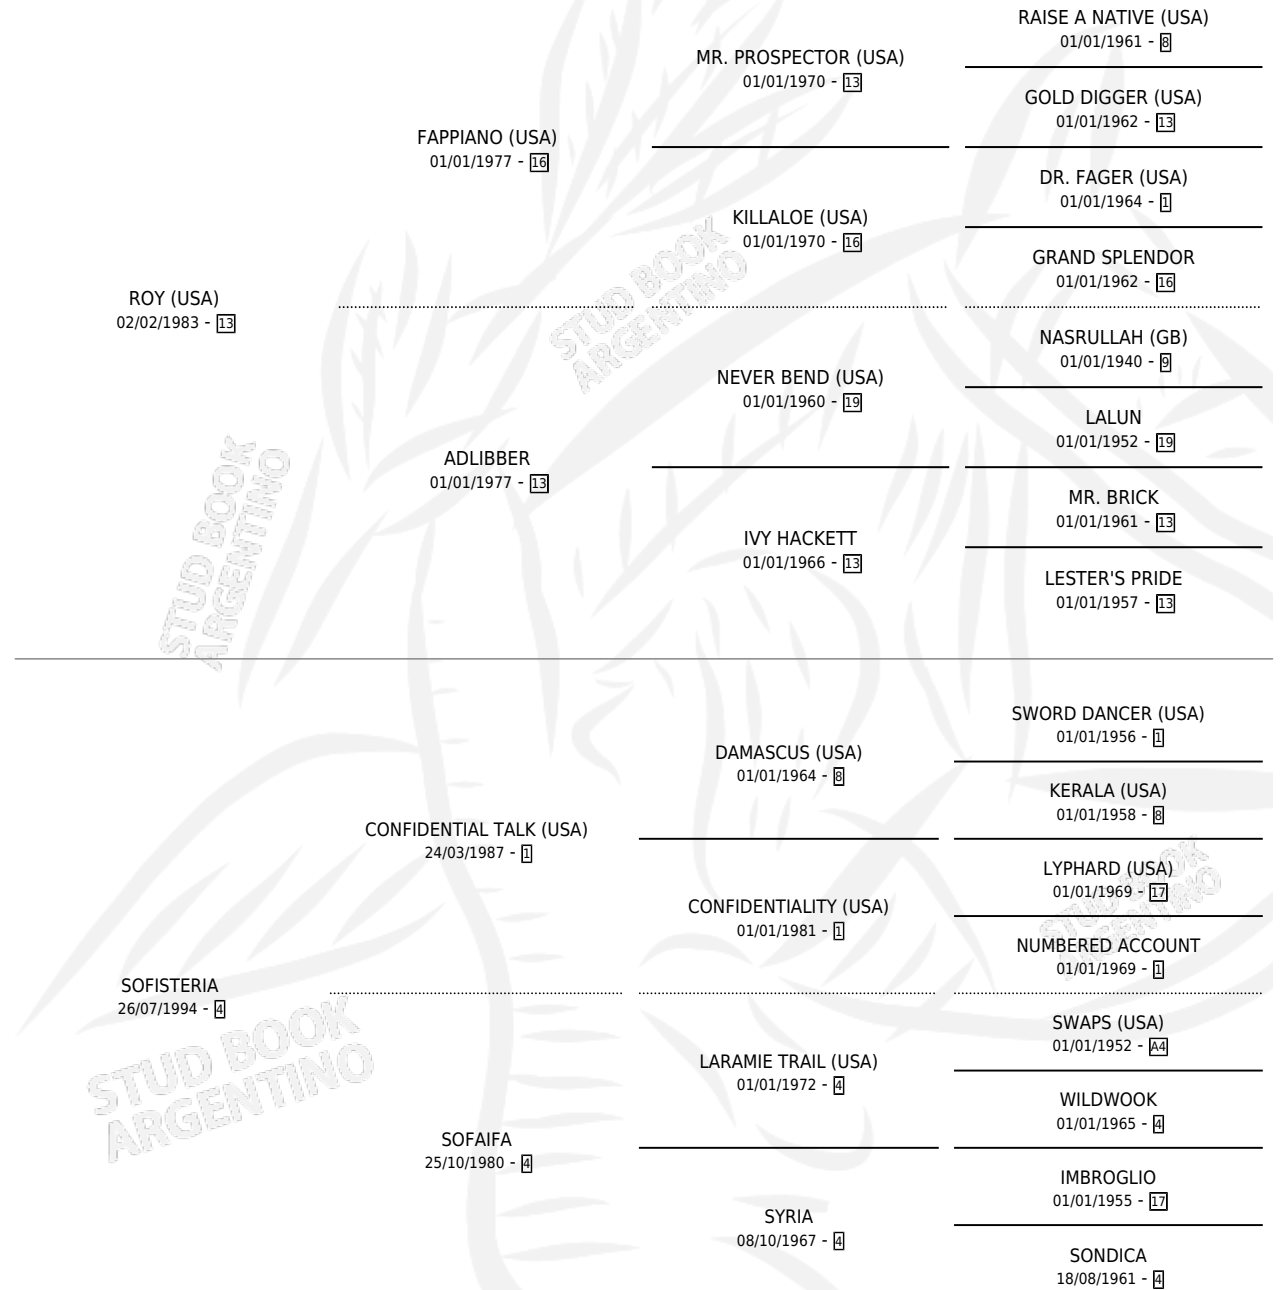 RAISE A NATIVE (USA)
01/01/1961 - 8
MR. PROSPECTOR (USA)
01/01/1970 - 13
GOLD DIGGER (USA)
01/01/1962 - 13
FAPPIANO (USA)
01/01/1977 - 16
DR. FAGER (USA)
01/01/1964 - 1
KILLALOE (USA)
01/01/1970 - 16
GRAND SPLENDOR
01/01/1962 - 16
ROY (USA)
02/02/1983 - 13
STUD BOOK
ARGENTINO
NASRULLAH (GB)
01/01/1940 - 9
NEVER BEND (USA)
01/01/1960 - 19
LALUN
01/01/1952 - 19
ADLIBBER
01/01/1977 - 13
MR. BRICK
01/01/1961 - 13
IVY HACKETT
01/01/1966 - 13
LESTER'S PRIDE
01/01/1957 - 13
STUD BOOK
ARGENTINO
SWORD DANCER (USA)
01/01/1956 - 1
DAMASCUS (USA)
01/01/1964 - 8
KERALA (USA)
01/01/1958 - 8
CONFIDENTIAL TALK (USA)
24/03/1987 - 1
LYPHARD (USA)
01/01/1969 - 17
CONFIDENTIALITY (USA)
01/01/1981 - 1
NUMBERED ACCOUNT
01/01/1969 - 1
STUD BOOK
ARGENTINO
SOFISTERIA
26/07/1994 - 4
SWAPS (USA)
01/01/1952 - A4
LARAMIE TRAIL (USA)
01/01/1972 - 4
WILDWOOK
01/01/1965 - 4
STUD BOOK
ARGENTINO
SOFAIFA
25/10/1980 - 4
IMBROGLIO
01/01/1955 - 17
SYRIA
08/10/1967 - 4
SONDICA
18/08/1961 - 4